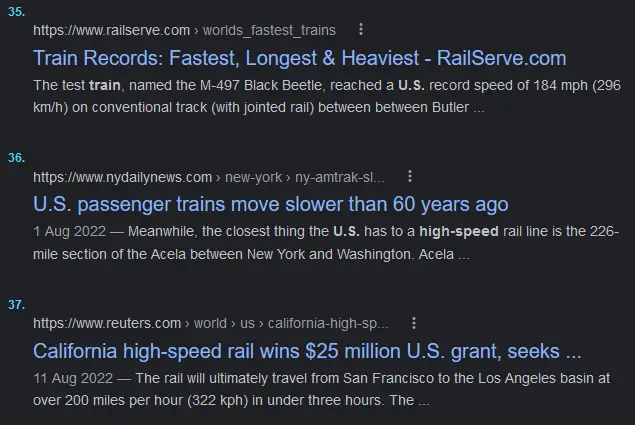 35.
https://www.railserve.com › worlds_fastest_trains
Train Records: Fastest, Longest & Heaviest - RailServe.com
The test train, named the M-497 Black Beetle, reached a U.S. record speed of 184 mph (296
km/h) on conventional track (with jointed rail) between between Butler ...
36.
https://www.nydailynews.com › new-york › ny-amtrak-sl...
U.S. passenger trains move slower than 60 years ago
1 Aug 2022 — Meanwhile, the closest thing the U.S. has to a high-speed rail line is the 226-
mile section of the Acela between New York and Washington. Acela ...
37.
https://www.reuters.com › world › us › california-high-sp...
California high-speed rail wins $25 million U.S. grant, seeks ...
11 Aug 2022 — The rail will ultimately travel from San Francisco to the Los Angeles basin at
over 200 miles per hour (322 kph) in under three hours. The ...